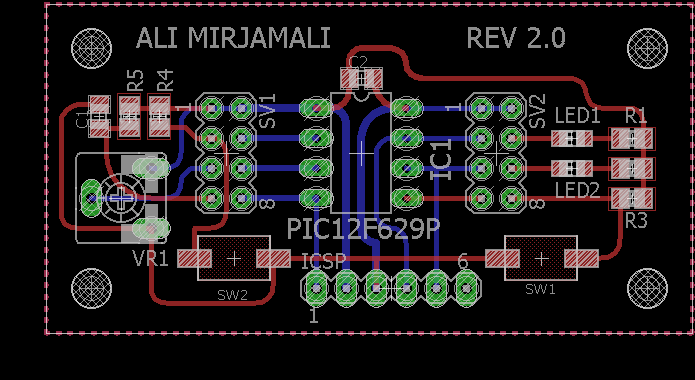 ALI MIRJAMALI
REV 2.0
C2
R5
R4
C1
1
SV1
8
IC1
1
SV2
8
LED1
R1
LED2
R3
PIC12F629P
VR1
ICSP
6
SW2
SW1
1